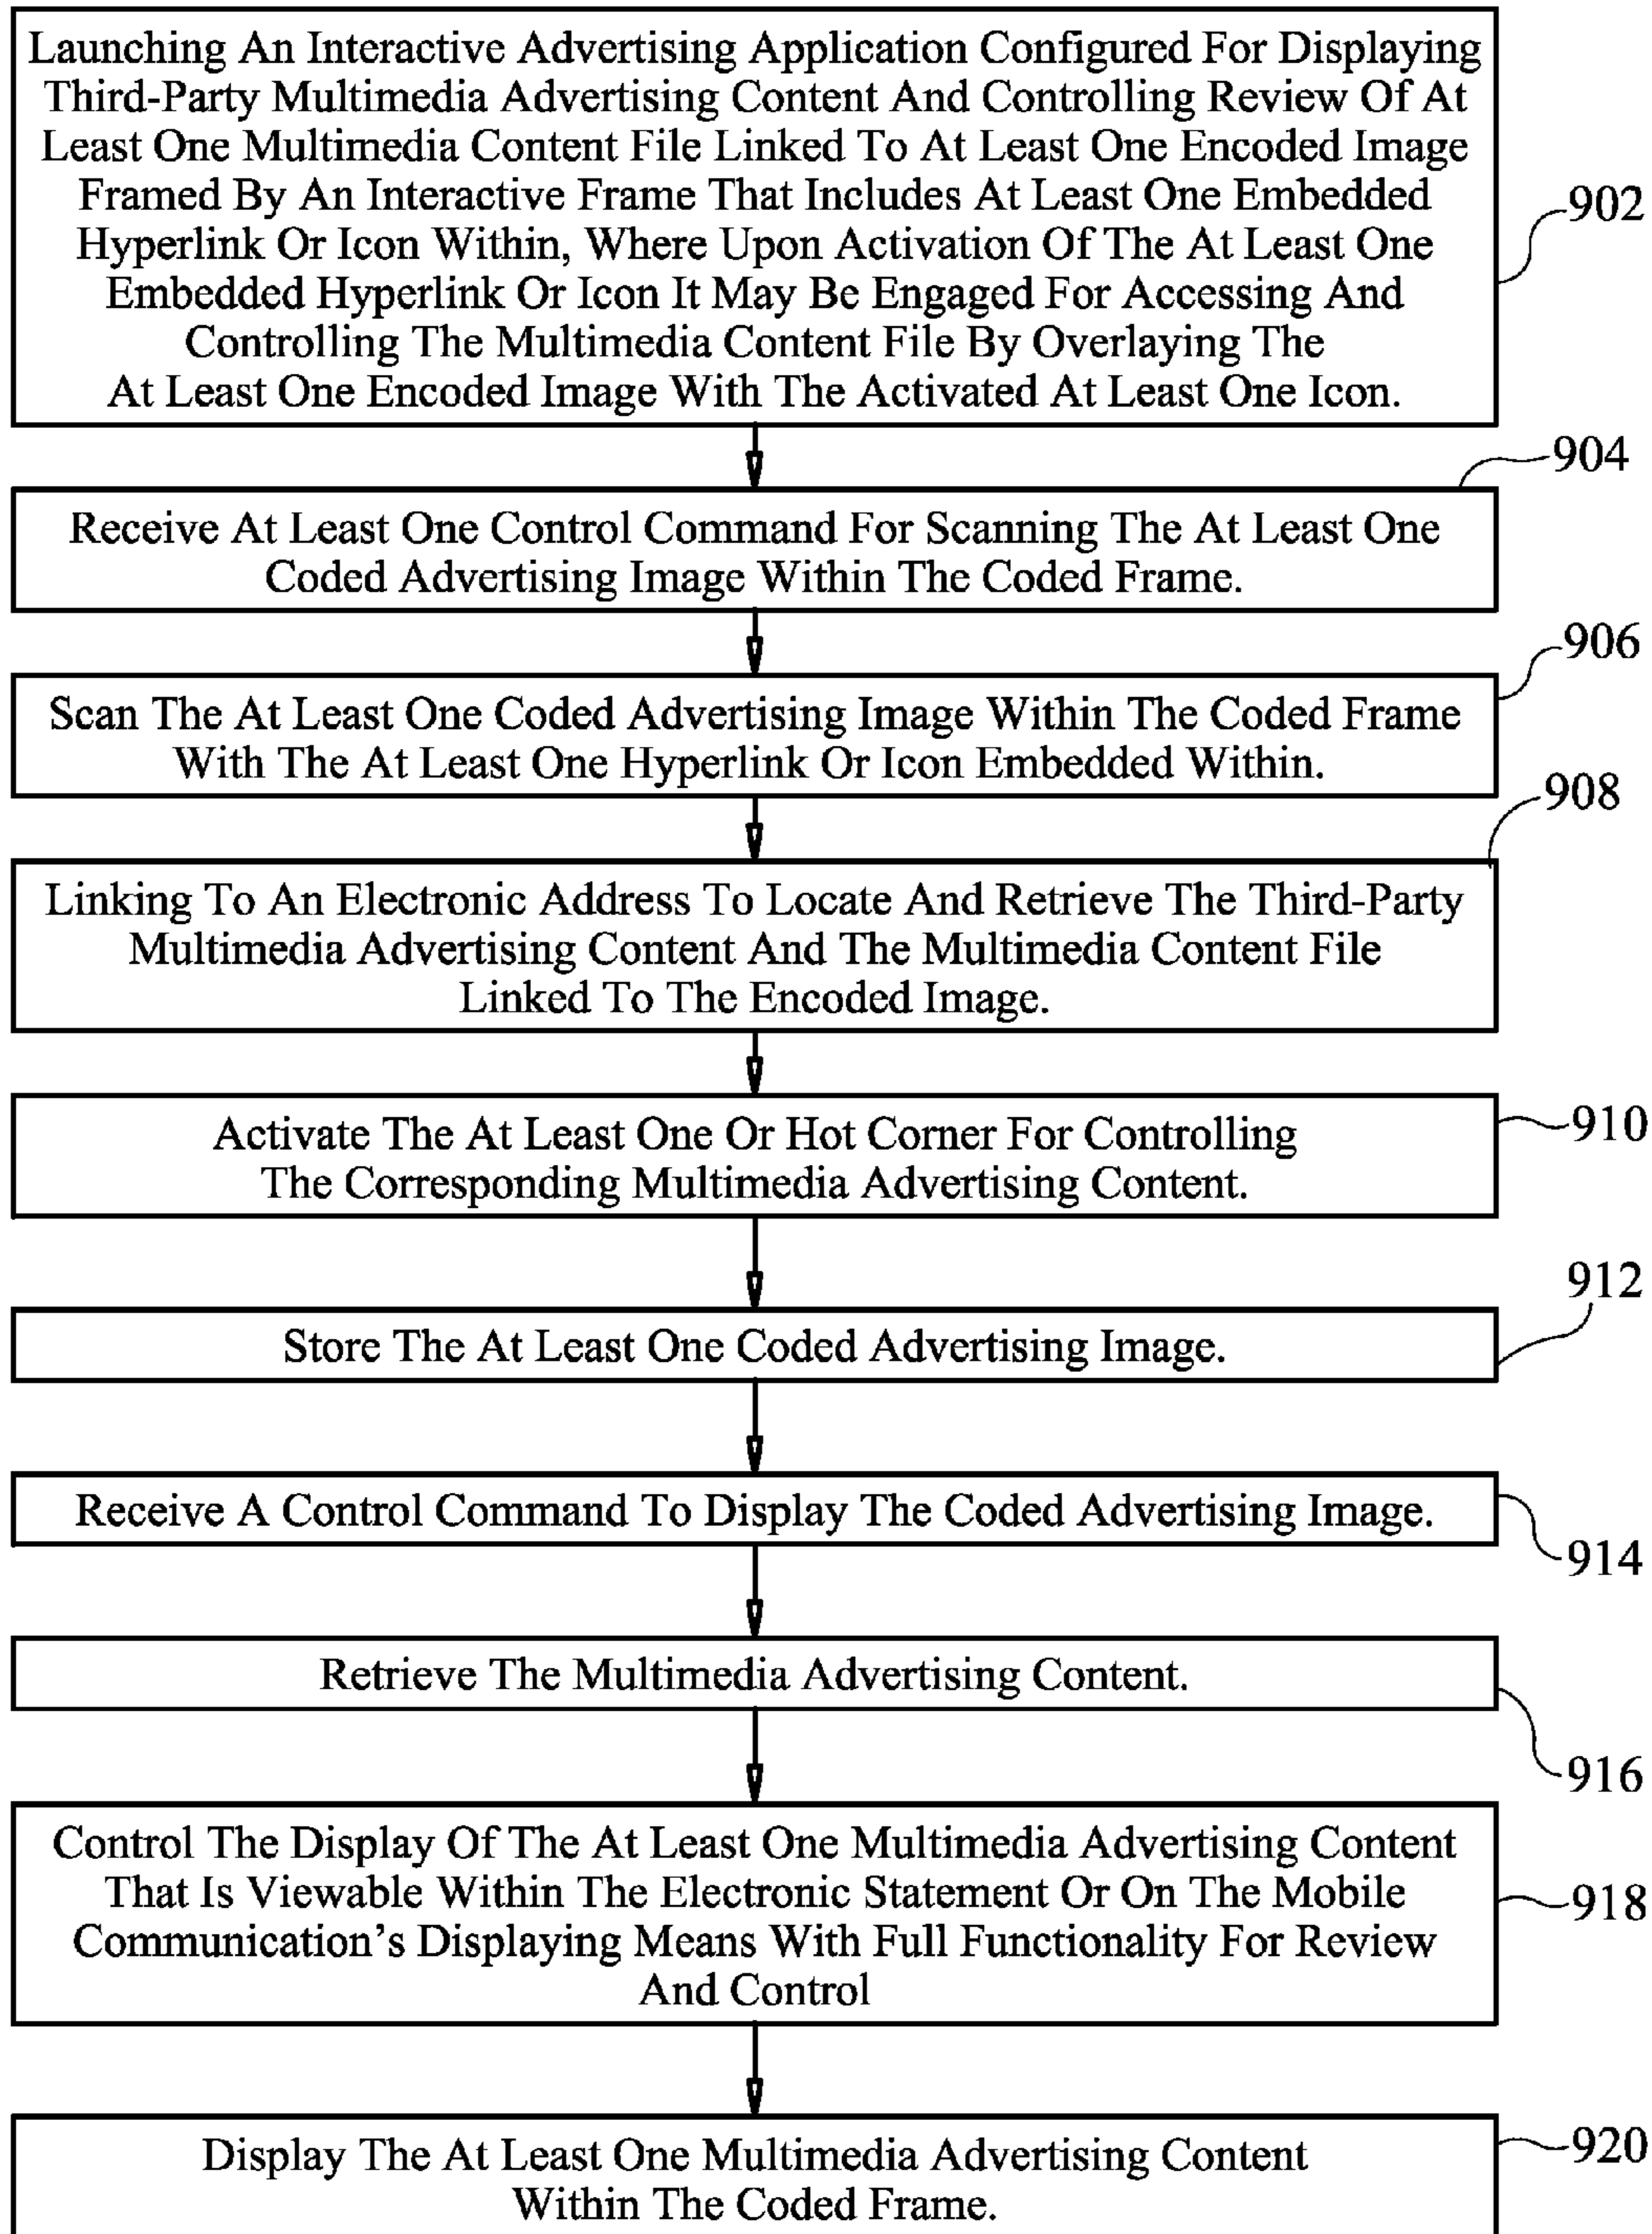 Launching An Interactive Advertising Application Configured For Displaying
Third-Party Multimedia Advertising Content And Controlling Review Of At
Least One Multimedia Content File Linked To At Least One Encoded Image
Framed By An Interactive Frame That Includes At Least One Embedded
Hyperlink Or Icon Within, Where Upon Activation Of The At Least One
Embedded Hyperlink Or Icon It May Be Engaged For Accessing And
Controlling The Multimedia Content File By Overlaying The
At Least One Encoded Image With The Activated At Least One Icon.
902
904
Receive At Least One Control Command For Scanning The At Least One
Coded Advertising Image Within The Coded Frame.
906
Scan The At Least One Coded Advertising Image Within The Coded Frame
With The At Least One Hyperlink Or Icon Embedded Within.
908
Linking To An Electronic Address To Locate And Retrieve The Third-Party
Multimedia Advertising Content And The Multimedia Content File
Linked To The Encoded Image.
Activate The At Least One Or Hot Corner For Controlling
The Corresponding Multimedia Advertising Content.
910
912
Store The At Least One Coded Advertising Image.
Receive A Control Command To Display The Coded Advertising Image.
914
Retrieve The Multimedia Advertising Content.
916
Control The Display Of The At Least One Multimedia Advertising Content
That Is Viewable Within The Electronic Statement Or On The Mobile
Communication's Displaying Means With Full Functionality For Review
And Control
918
Display The At Least One Multimedia Advertising Content
Within The Coded Frame.
920